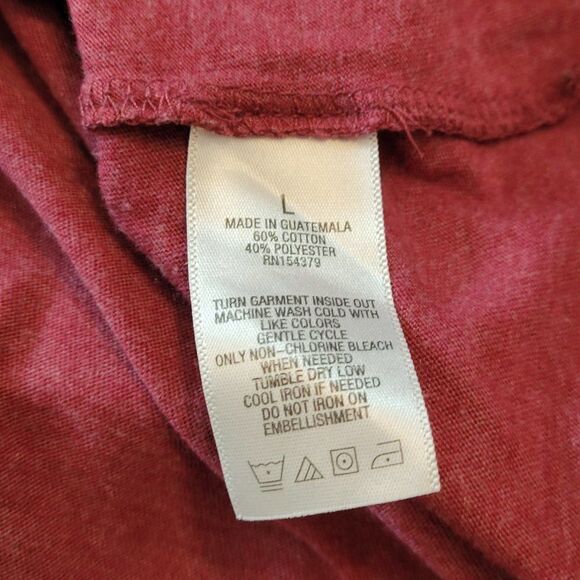 L
MADE IN GUATEMALA
60% COTTON
40% POLYESTER
RN154379
TURN GARMENT INSIDE OUT
MACHINE WASH COLD WITH
LIKE COLORS
GENTLE CYCLE
ONLY NON-CHLORINE BLEACH
WHEN NEEDED
TUMBLE DRY LOW
COOL IRON IF NEEDED
DO NOT IRON ON
EMBELLISHMENT